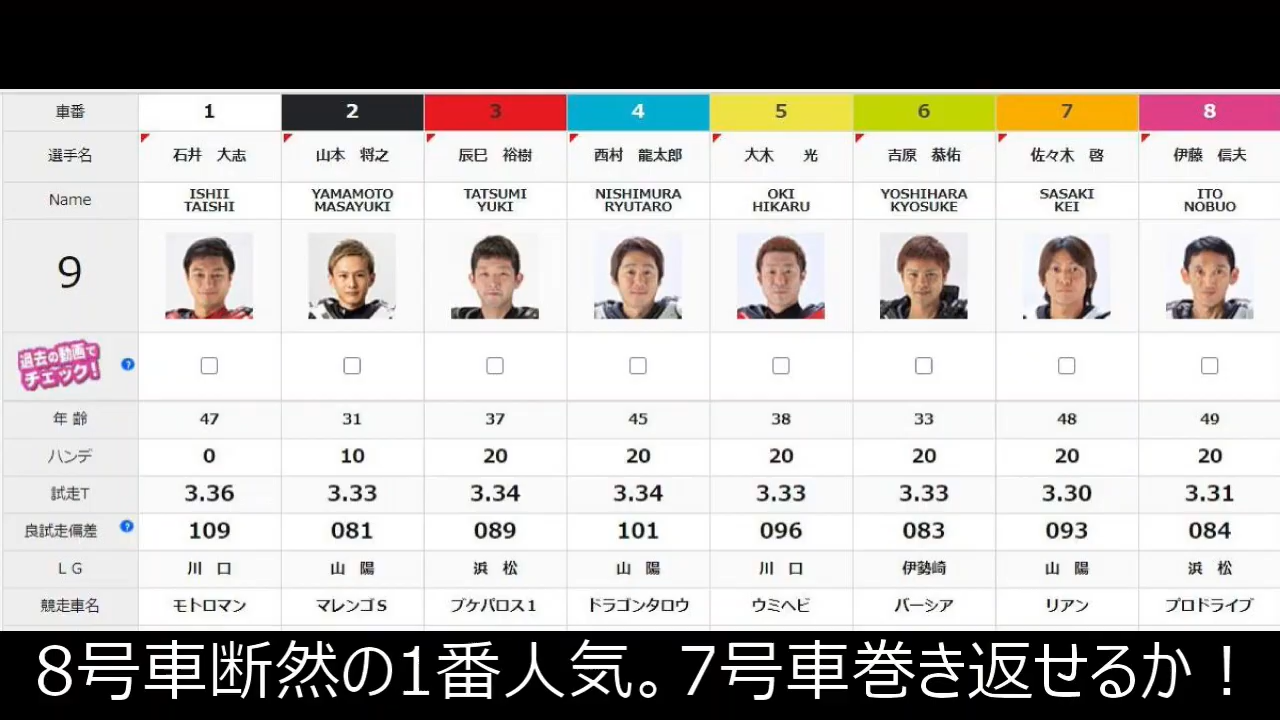 車番 1 2 3 4 5 6 7 8
選手名 石井 大志 山本 将之 辰巳 裕樹 西村 龍太郎 大木 光 吉原 恭佑 佐々木 啓 伊藤 信夫
Name ISHII TAISHI YAMAMOTO MASAYUKI TATSUMI YUKI NISHIMURA RYUTARO OKI HIKARU YOSHIHARA KYOSUKE SASAKI KEI ITO NOBUO
9
過去の動画でチェック! ?
年齢 47 31 37 45 38 33 48 49
ハンデ 0 10 20 20 20 20 20 20
試走T 3.36 3.33 3.34 3.34 3.33 3.33 3.30 3.31
良試走偏差 ? 109 081 089 101 096 083 093 084
LG 川口 山陽 浜松 山陽 川口 伊勢崎 山陽 浜松
競走車名 モトロマン マレンゴS ブケパロス1 ドラゴンタロウ ウミヘビ バーシア リアン プロドライブ
8号車断然の1番人気。7号車巻き返せるか！